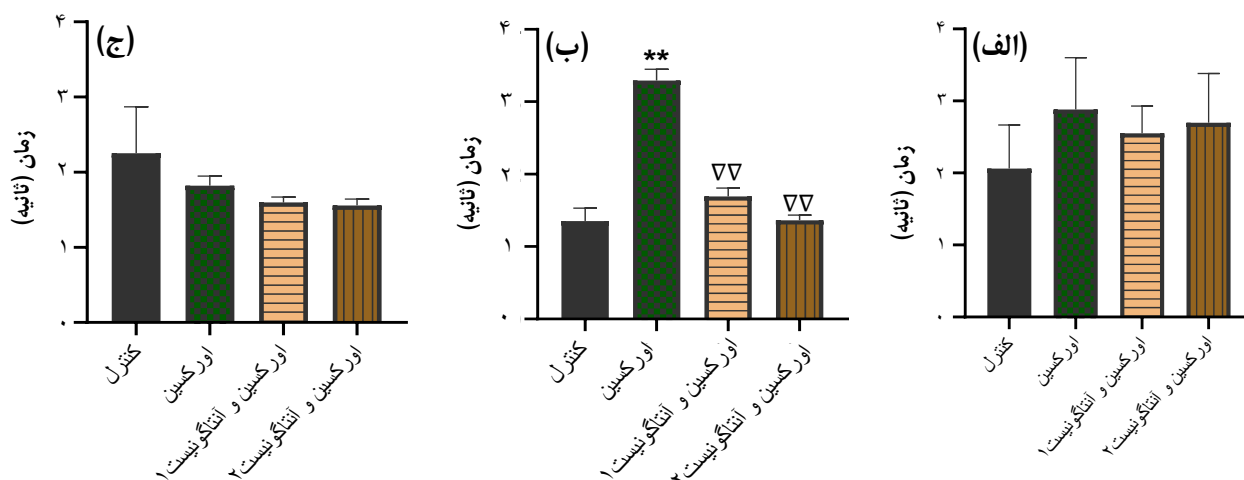 (الف)
۴
۳
۲
۱
۰
زمان (ثانیه)
کنترل
اورکسین
اورکسین و آنتاگونیست۱
اورکسین و آنتاگونیست۲
(ب)
۴
۳
۲
۱
۰
زمان (ثانیه)
**
∇∇
∇∇
کنترل
اورکسین
اورکسین و آنتاگونیست۱
اورکسین و آنتاگونیست۲
(ج)
۴
۳
۲
۱
۰
زمان (ثانیه)
کنترل
اورکسین
اورکسین و آنتاگونیست۱
اورکسین و آنتاگونیست۲